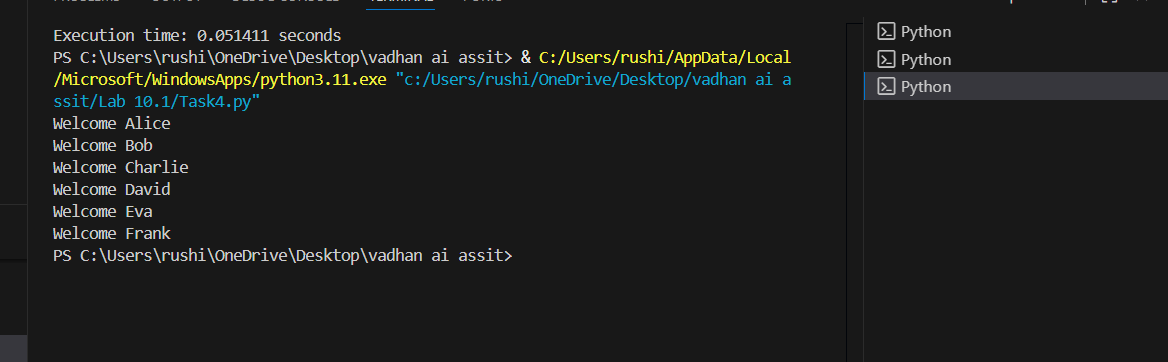 Execution time: 0.051411 seconds
PS C:\Users\rushi\OneDrive\Desktop\vadhan ai assit> & C:/Users/rushi/AppData/Local
/Microsoft/WindowsApps/python3.11.exe "c:/Users/rushi/OneDrive/Desktop/vadhan ai a
ssit/Lab 10.1/Task4.py"
Welcome Alice
Welcome Bob
Welcome Charlie
Welcome David
Welcome Eva
Welcome Frank
PS C:\Users\rushi\OneDrive\Desktop\vadhan ai assit>
Python
Python
Python